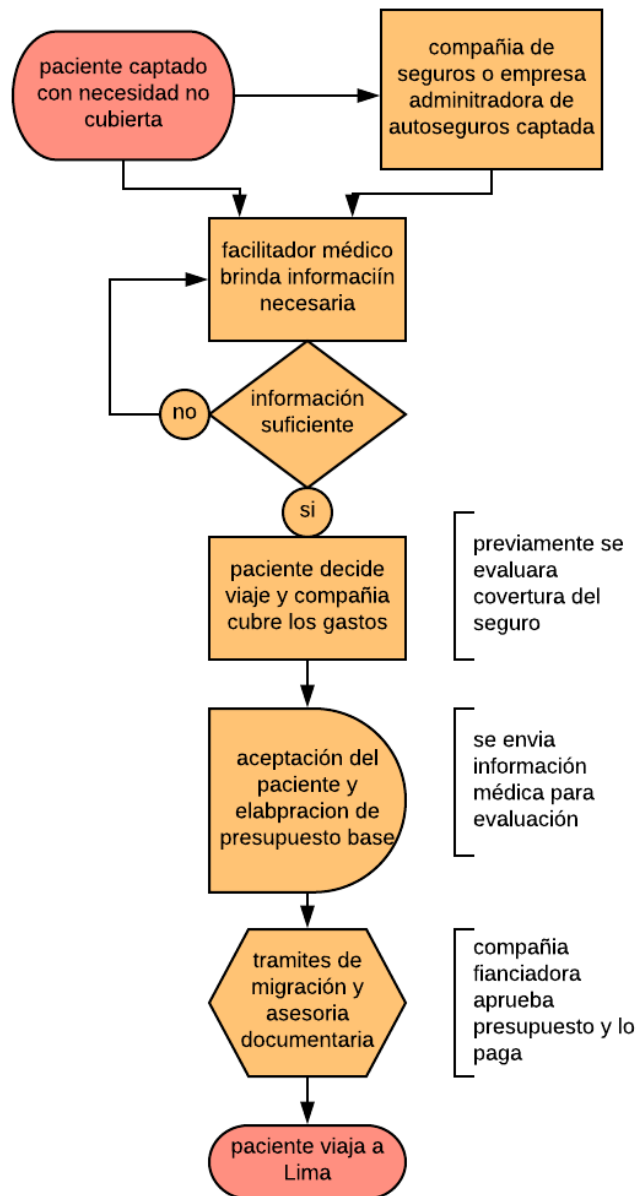 paciente captado
con necesidad no
cubierta
compañia de
seguros o empresa
adminitradora de
autoseguros captada
facilitador médico
brinda informaciín
necesaria
información
suficiente
no
si
paciente decide
viaje y compañia
cubre los gastos
previamente se
evaluara
covertura del
seguro
aceptación del
paciente y
elabpracion de
presupuesto base
se envia
información
médica para
evaluación
tramites de
migración y
asesoria
documentaria
compañia
fianciadora
aprueba
presupuesto y lo
paga
paciente viaja a
Lima